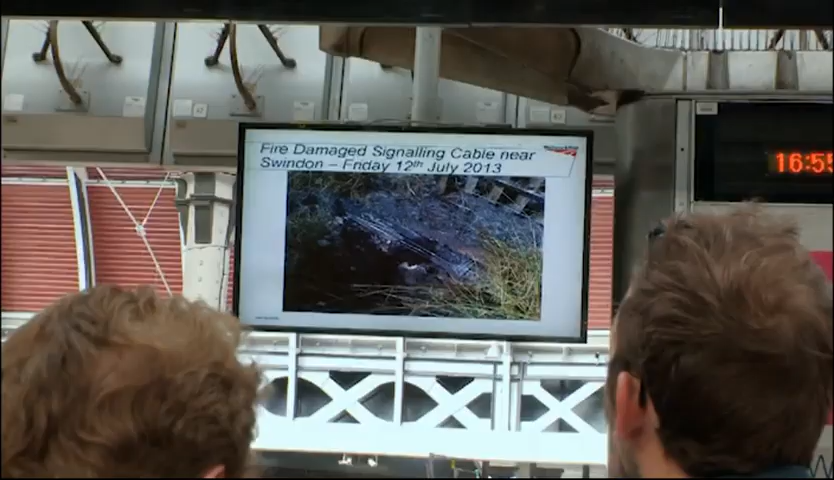 Fire Damaged Signalling Cable near
Swindon – Friday 12th July 2013
16:55